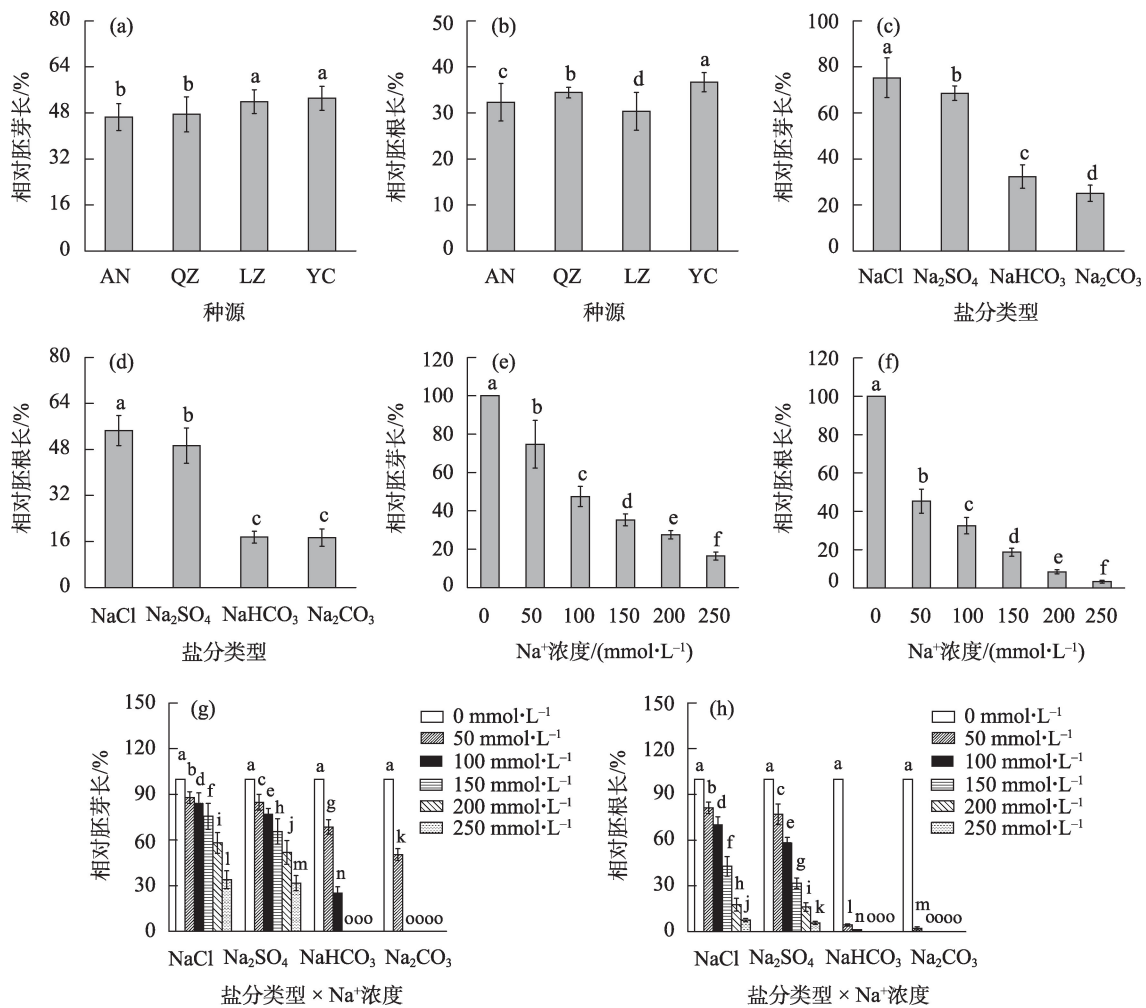 (a)
相对胚芽长/%
80
64
48
32
16
0
b
b
a
a
AN QZ LZ YC
种源
(b)
相对胚根长/%
50
40
30
20
10
0
c
b
d
a
AN QZ LZ YC
种源
(c)
相对胚芽长/%
100
80
60
40
20
0
a
b
c
d
NaCl Na₂SO₄ NaHCO₃ Na₂CO₃
盐分类型
(d)
相对胚根长/%
80
64
48
32
16
0
a
b
c
c
NaCl Na₂SO₄ NaHCO₃ Na₂CO₃
盐分类型
(e)
相对胚芽长/%
120
100
80
60
40
20
0
a
b
c
d
e
f
0 50 100 150 200 250
Na⁺浓度/(mmol·L⁻¹)
(f)
相对胚根长/%
120
100
80
60
40
20
0
a
b
c
d
e
f
0 50 100 150 200 250
Na⁺浓度/(mmol·L⁻¹)
(g)
相对胚芽长/%
150
120
90
60
30
0
a b d f i l
a c e h j m
a g n ooo
a k oooo
NaCl Na₂SO₄ NaHCO₃ Na₂CO₃
盐分类型 × Na⁺浓度
0 mmol·L⁻¹
50 mmol·L⁻¹
100 mmol·L⁻¹
150 mmol·L⁻¹
200 mmol·L⁻¹
250 mmol·L⁻¹
(h)
相对胚根长/%
150
120
90
60
30
0
a b d f h j
a c e g i k
a l n ooo
a m oooo
NaCl Na₂SO₄ NaHCO₃ Na₂CO₃
盐分类型 × Na⁺浓度
0 mmol·L⁻¹
50 mmol·L⁻¹
100 mmol·L⁻¹
150 mmol·L⁻¹
200 mmol·L⁻¹
250 mmol·L⁻¹